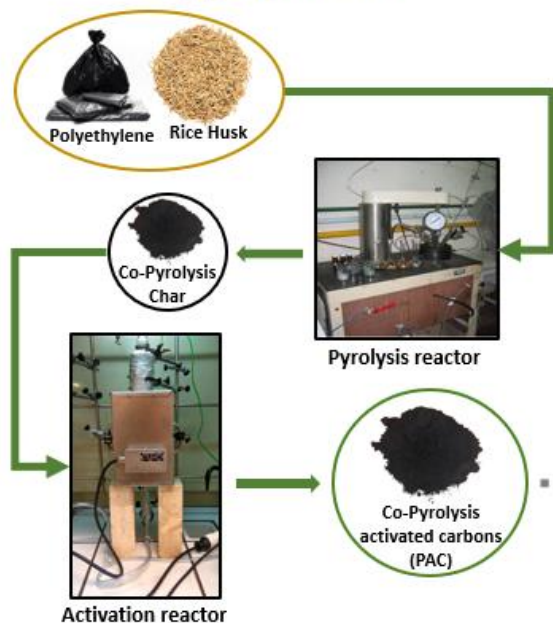 Polyethylene
Rice Husk
Co-Pyrolysis
Char
Pyrolysis reactor
Co-Pyrolysis
activated carbons
(PAC)
Activation reactor